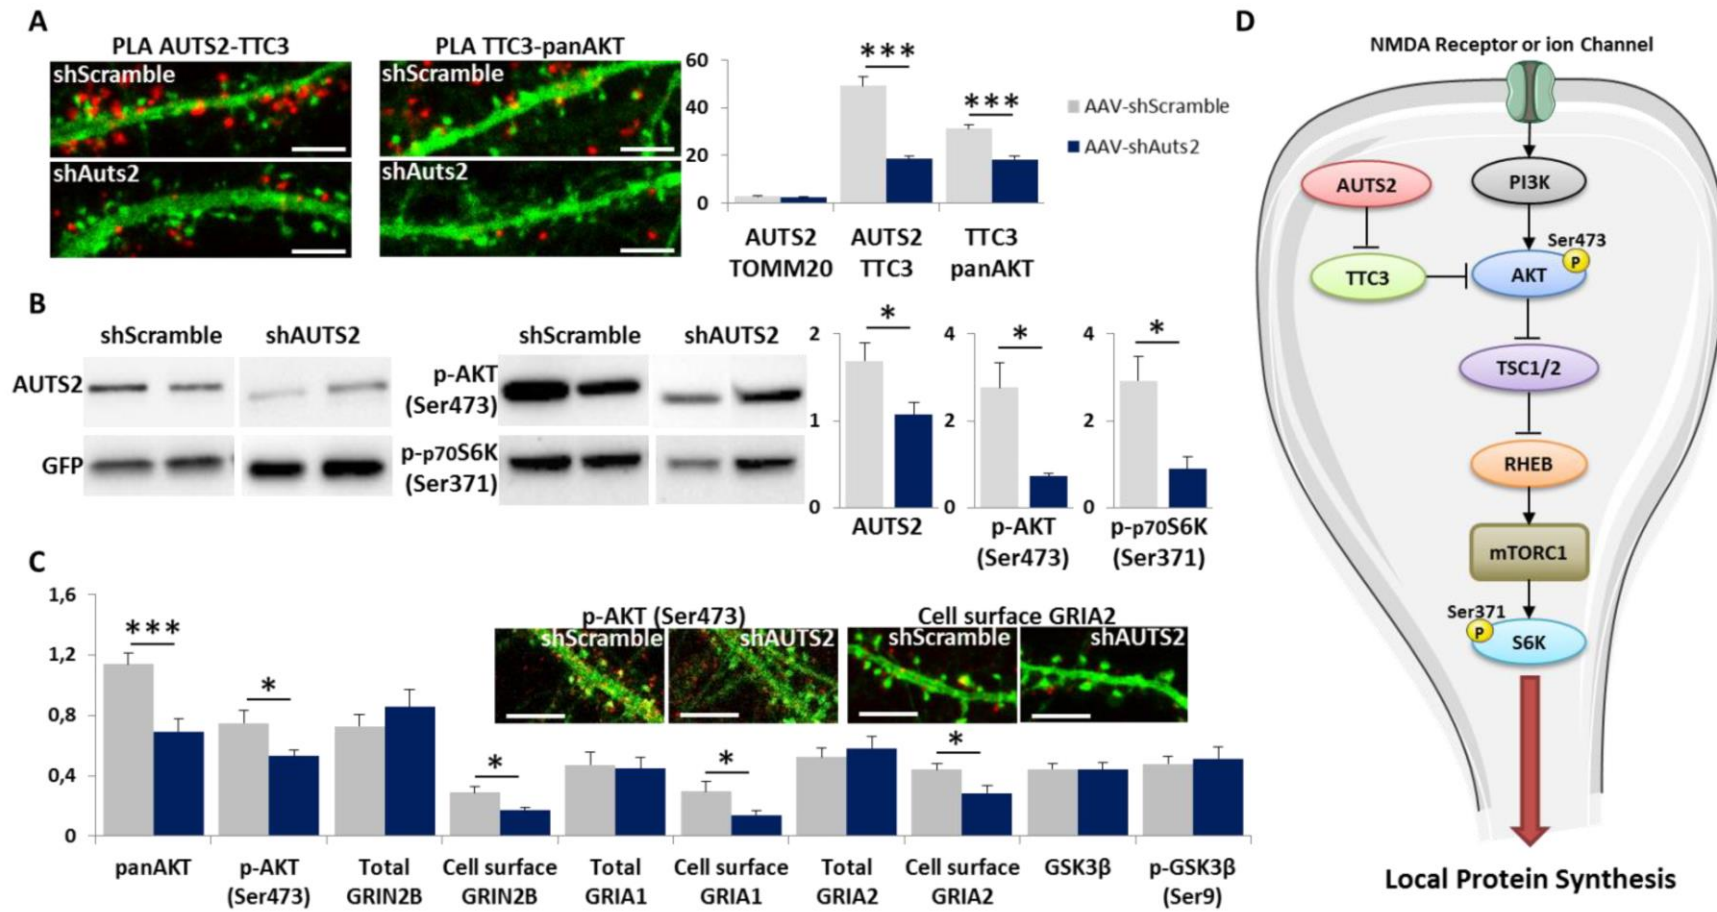 A
PLA AUTS2-TTC3
shScramble
shAuts2
PLA TTC3-panAKT
shScramble
shAuts2
60
40
20
0
***
***
AAV-shScramble
AAV-shAuts2
AUTS2
TOMM20
AUTS2
TTC3
TTC3
panAKT
B
shScramble
shAUTS2
AUTS2
GFP
shScramble
shAUTS2
p-AKT
(Ser473)
p-p70S6K
(Ser371)
2
1
0
*
AUTS2
4
2
0
*
p-AKT
(Ser473)
4
2
0
*
p-p70S6K
(Ser371)
C
1,6
1,2
0,8
0,4
0
***
*
*
*
*
p-AKT (Ser473)
shScramble
shAUTS2
Cell surface GRIA2
shScramble
shAUTS2
panAKT
p-AKT
(Ser473)
Total
GRIN2B
Cell surface
GRIN2B
Total
GRIA1
Cell surface
GRIA1
Total
GRIA2
Cell surface
GRIA2
GSK3β
p-GSK3β
(Ser9)
D
NMDA Receptor or ion Channel
AUTS2
PI3K
Ser473
P
TTC3
AKT
TSC1/2
RHEB
mTORC1
Ser371
P
S6K
Local Protein Synthesis